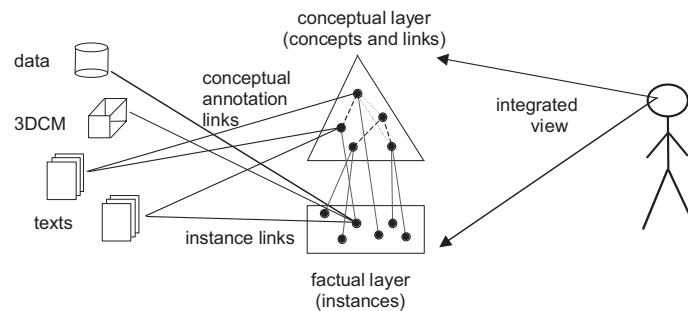 conceptual layer
(concepts and links)
data
conceptual
annotation
links
3DCM
integrated
view
texts
instance links
factual layer
(instances)